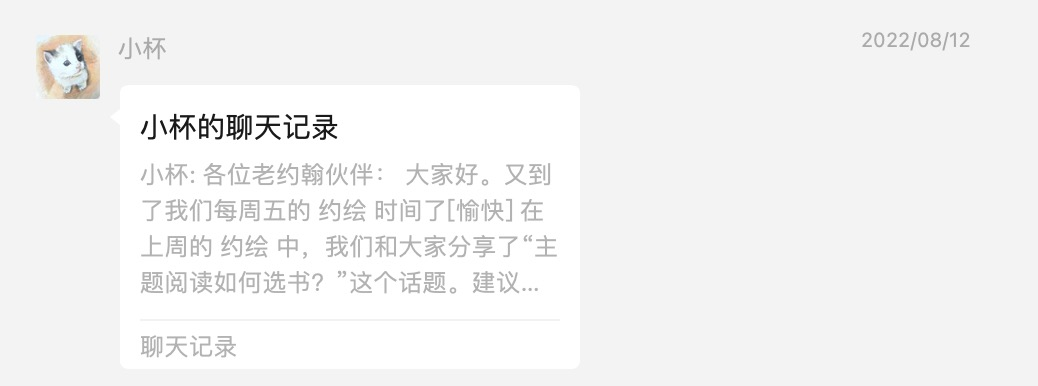 小杯
2022/08/12
小杯的聊天记录
小杯: 各位老约翰伙伴： 大家好。又到
了我们每周五的 约绘 时间了[愉快] 在
上周的 约绘 中，我们和大家分享了“主
题阅读如何选书？”这个话题。建议...
聊天记录